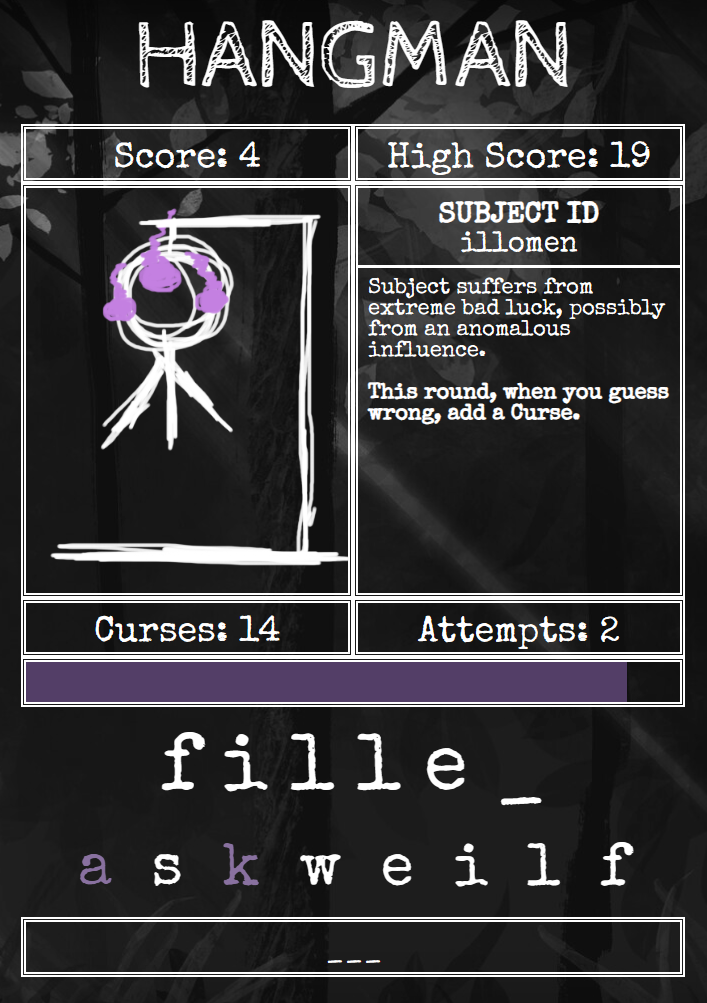 HANGMAN
Score: 4
High Score: 19
SUBJECT ID
illomen
Subject suffers from
extreme bad luck, possibly
from an anomalous
influence.
This round, when you guess
wrong, add a Curse.
Curses: 14
Attempts: 2
fille_
a s k w e i l f
---